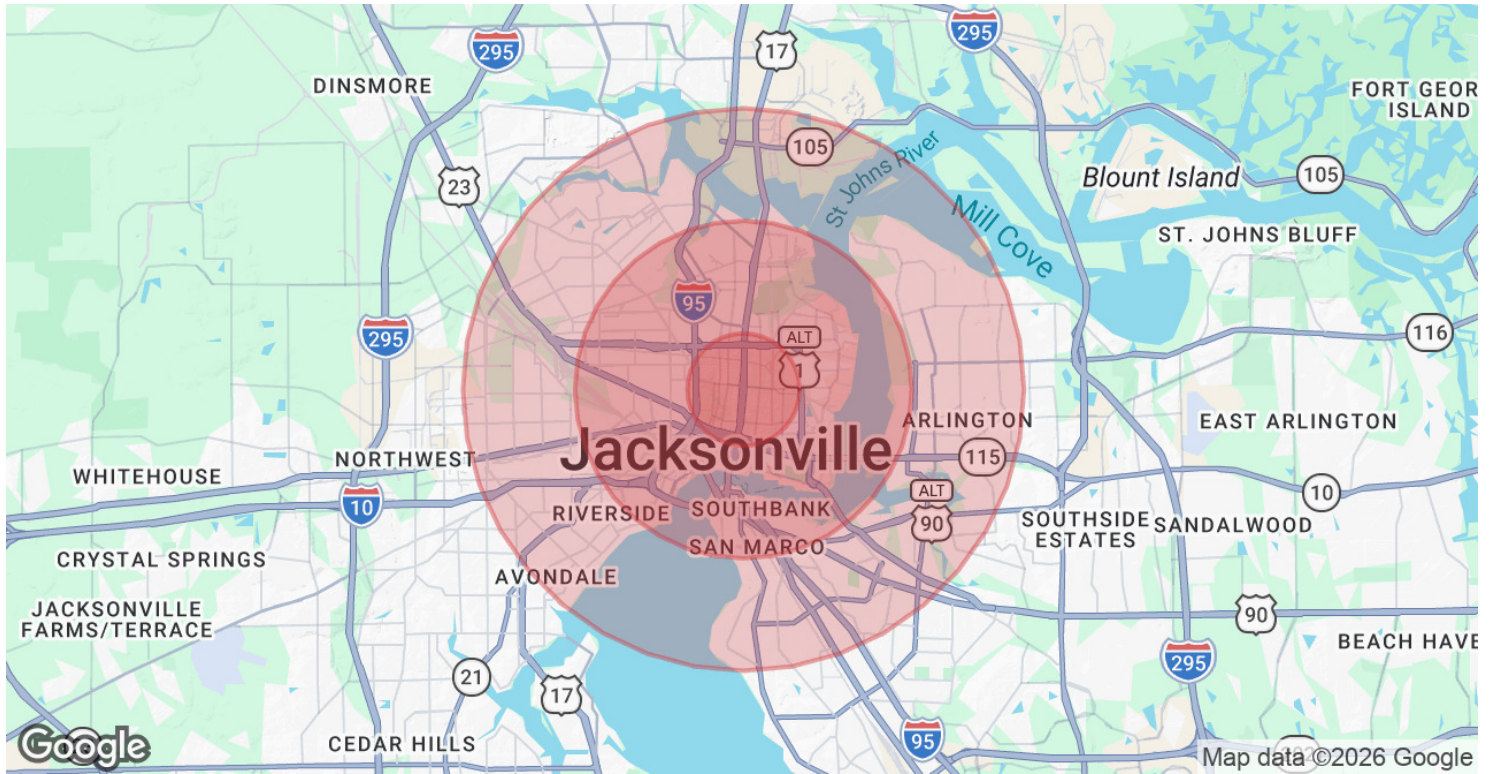 295
17
295
DINSMORE
FORT GEOR
ISLAND
105
St Johns River
23
Blount Island
105
Mill Cove
ST. JOHNS BLUFF
95
295
ALT
1
116
ARLINGTON
EAST ARLINGTON
Jacksonville
NORTHWEST
115
WHITEHOUSE
ALT
90
10
10
RIVERSIDE
SOUTHBANK
SOUTHSIDE
ESTATES
SANDALWOOD
SAN MARCO
CRYSTAL SPRINGS
AVONDALE
JACKSONVILLE
FARMS/TERRACE
90
BEACH HAVE
295
21
17
CEDAR HILLS
95
Google
Map data ©2026 Google